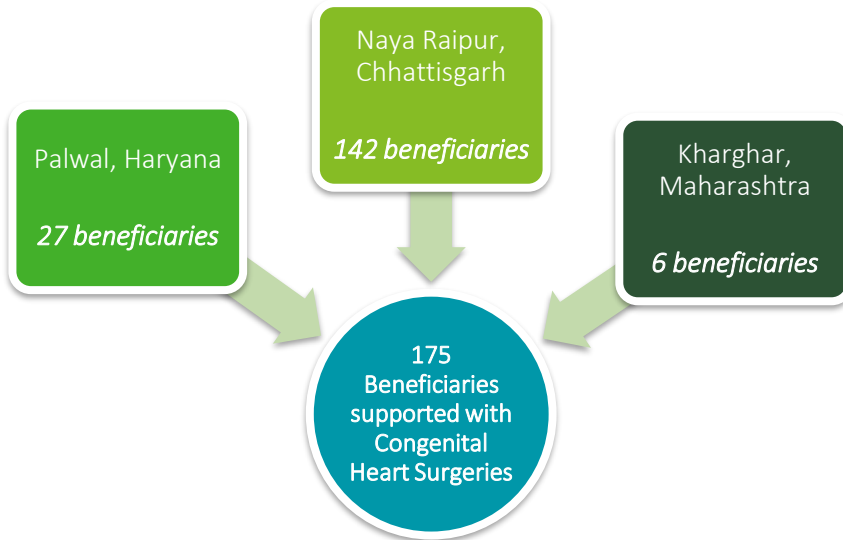 Palwal, Haryana
27 beneficiaries
Naya Raipur,
Chhattisgarh
142 beneficiaries
Kharghar,
Maharashtra
6 beneficiaries
175
Beneficiaries
supported with
Congenital
Heart Surgeries